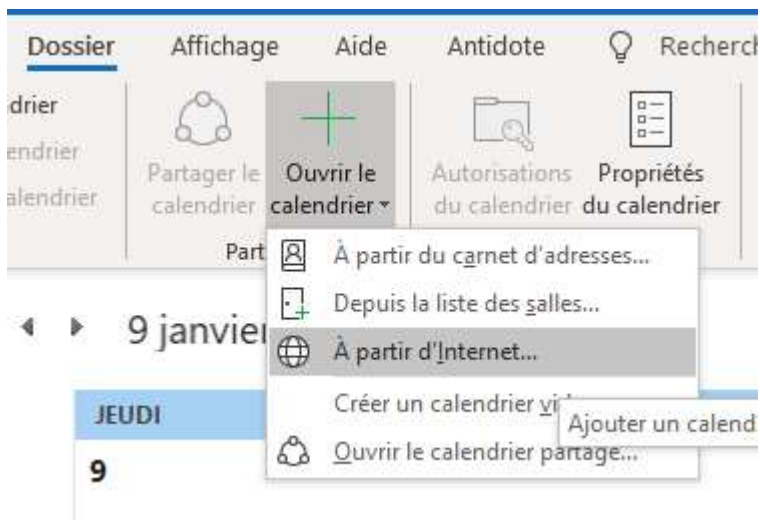 Dossier Affichage Aide Antidote Recherch
drier
endrier
alendrier
Partager le
calendrier
Ouvrir le
calendrier
Autorisations
du calendrier
Propriétés
du calendrier
Part
À partir du carnet d'adresses...
Depuis la liste des salles...
À partir d'Internet...
Créer un calendrier vi
Ajouter un calend
Ouvrir le calendrier partagé...
9 janvier
JEUDI
9